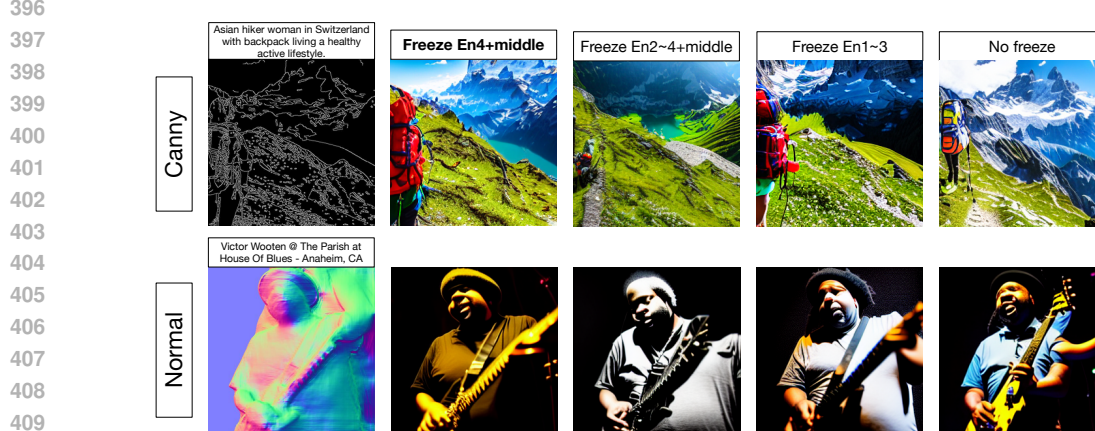 396
397
398
399
400
401
402
403
404
405
406
407
408
409
Asian hiker woman in Switzerland
with backpack living a healthy
active lifestyle.
Freeze En4+middle
Freeze En2~4+middle
Freeze En1~3
No freeze
Canny
Victor Wooten @ The Parish at
House Of Blues - Anaheim, CA
Normal